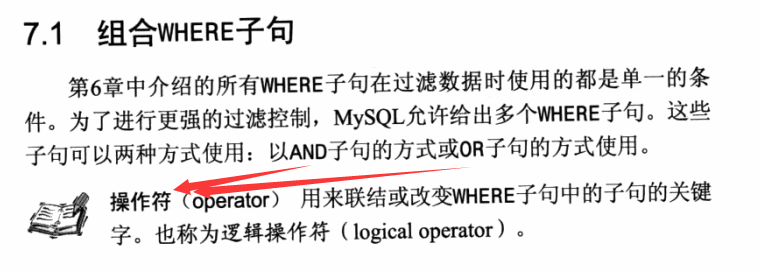 7.1 组合WHERE子句
第6章中介绍的所有WHERE子句在过滤数据时使用的都是单一的条
件。为了进行更强的过滤控制，MySQL允许给出多个WHERE子句。这些
子句可以两种方式使用：以AND子句的方式或OR子句的方式使用。
操作符（operator） 用来联结或改变WHERE子句中的子句的关键
字。也称为逻辑操作符（logical operator）。